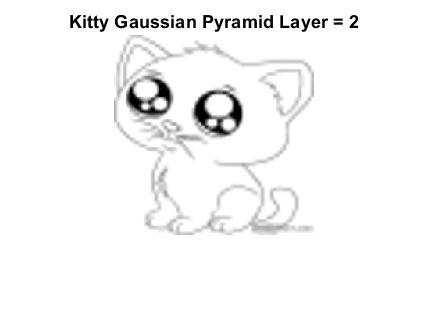 Kitty Gaussian Pyramid Layer = 2